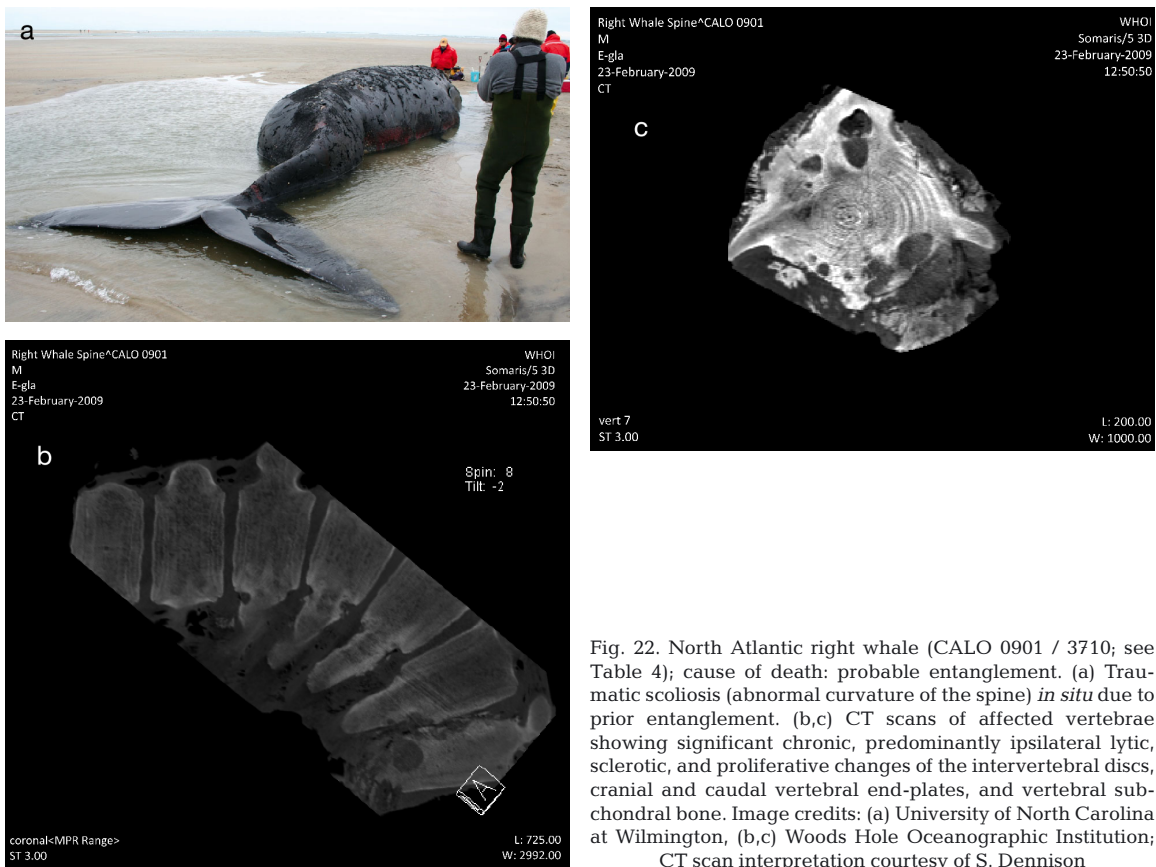 a
Right Whale Spine^CALO 0901
M
E-gla
23-February-2009
CT
WHOI
Somaris/5 3D
23-February-2009
12:50:50
b
Spin: 8
Tilt: -2
A
coronal<MPR Range>
ST 3.00
L: 725.00
W: 2992.00
Right Whale Spine^CALO 0901
M
E-gla
23-February-2009
CT
WHOI
Somaris/5 3D
23-February-2009
12:50:50
c
vert 7
ST 3.00
L: 200.00
W: 1000.00
Fig. 22. North Atlantic right whale (CALO 0901 / 3710; see
Table 4); cause of death: probable entanglement. (a) Trau-
matic scoliosis (abnormal curvature of the spine) in situ due to
prior entanglement. (b,c) CT scans of affected vertebrae
showing significant chronic, predominantly ipsilateral lytic,
sclerotic, and proliferative changes of the intervertebral discs,
cranial and caudal vertebral end-plates, and vertebral sub-
chondral bone. Image credits: (a) University of North Carolina
at Wilmington, (b,c) Woods Hole Oceanographic Institution;
CT scan interpretation courtesy of S. Dennison